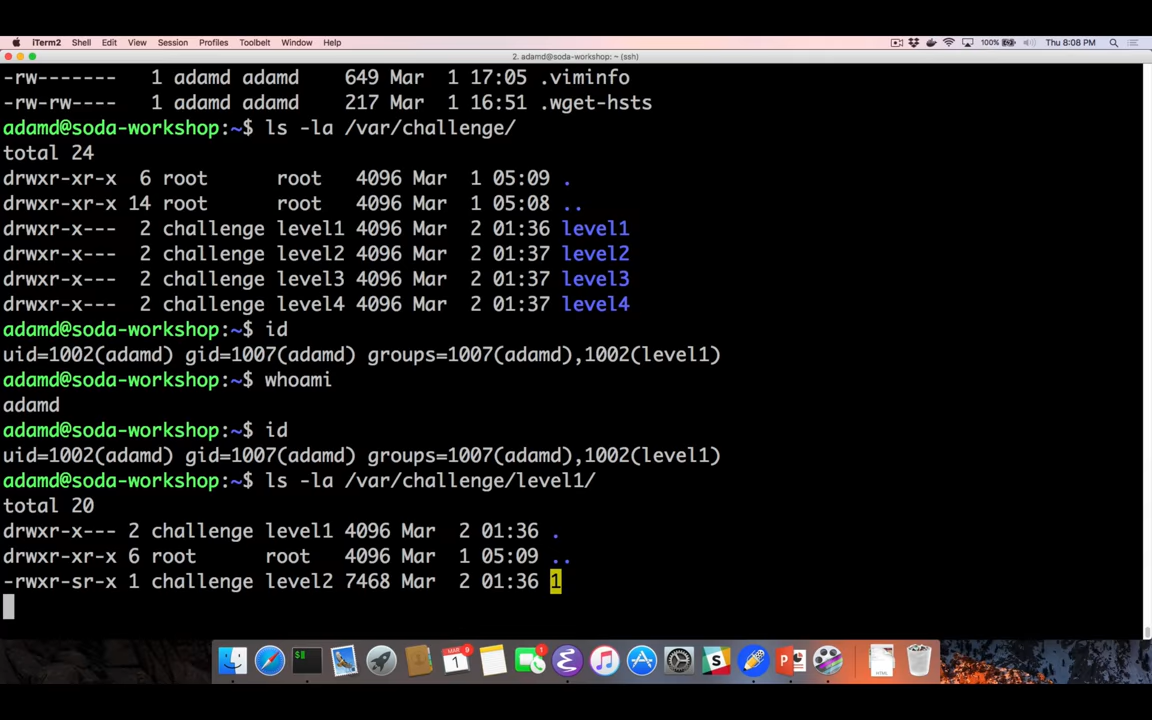 iTerm2 Shell Edit View Session Profiles Toolbelt Window Help 100% Thu 8:08 PM
2. adamd@soda-workshop: ~ (ssh)
-rw-------  1 adamd adamd  649 Mar  1 17:05 .viminfo
-rw-rw----  1 adamd adamd  217 Mar  1 16:51 .wget-hsts
adamd@soda-workshop:~$ ls -la /var/challenge/
total 24
drwxr-xr-x  6 root      root   4096 Mar  1 05:09 .
drwxr-xr-x 14 root      root   4096 Mar  1 05:08 ..
drwxr-x---  2 challenge level1 4096 Mar  2 01:36 level1
drwxr-x---  2 challenge level2 4096 Mar  2 01:37 level2
drwxr-x---  2 challenge level3 4096 Mar  2 01:37 level3
drwxr-x---  2 challenge level4 4096 Mar  2 01:37 level4
adamd@soda-workshop:~$ id
uid=1002(adamd) gid=1007(adamd) groups=1007(adamd),1002(level1)
adamd@soda-workshop:~$ whoami
adamd
adamd@soda-workshop:~$ id
uid=1002(adamd) gid=1007(adamd) groups=1007(adamd),1002(level1)
adamd@soda-workshop:~$ ls -la /var/challenge/level1/
total 20
drwxr-x--- 2 challenge level1 4096 Mar  2 01:36 .
drwxr-xr-x 6 root      root   4096 Mar  1 05:09 ..
-rwxr-sr-x 1 challenge level2 7468 Mar  2 01:36 1